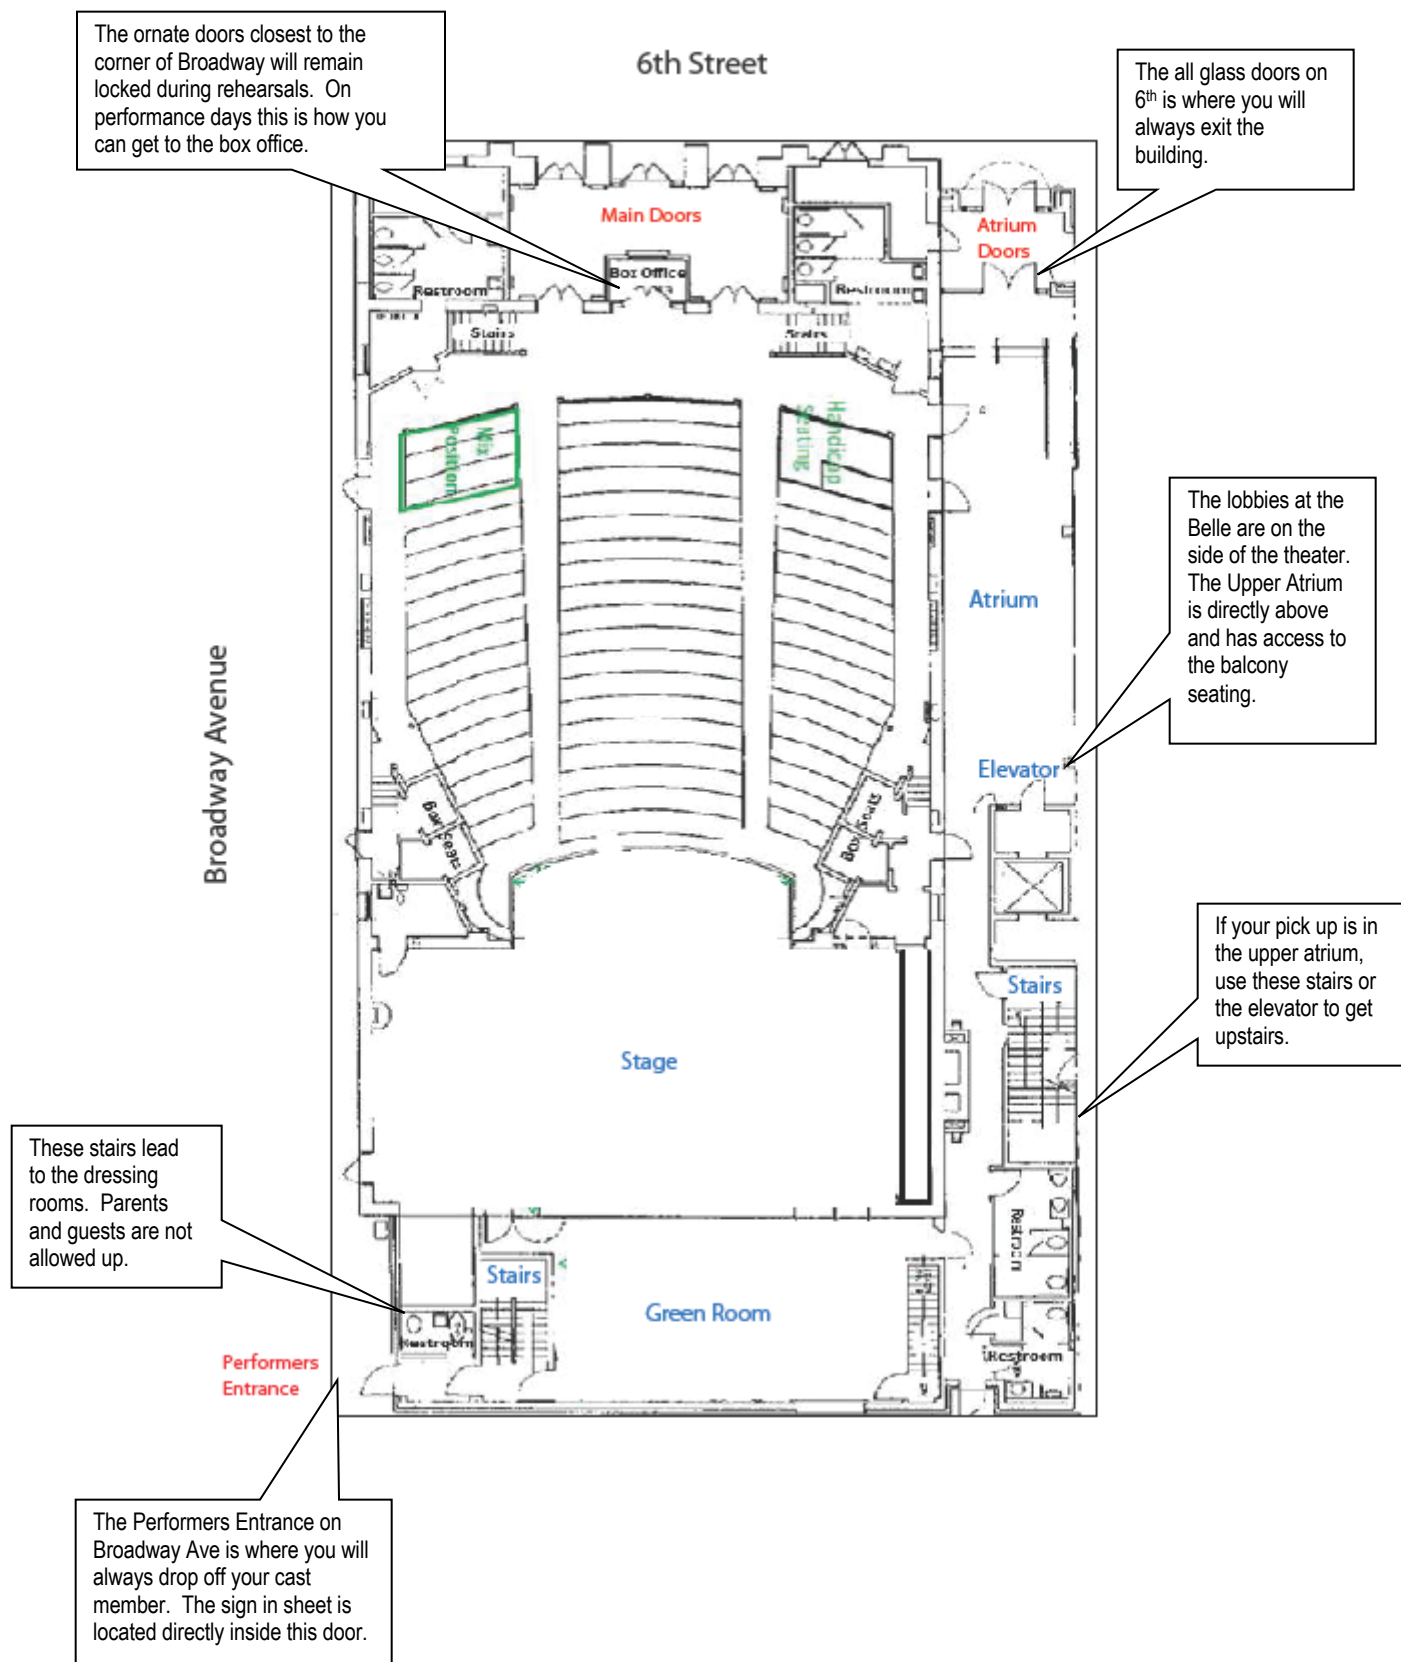 The ornate doors closest to the
corner of Broadway will remain
locked during rehearsals. On
performance days this is how you
can get to the box office.
6th Street
The all glass doors on
6th is where you will
always exit the
building.
Main Doors
Atrium
Doors
Box Office
Restroom
Restroom
Stairs
Stairs
Mix
Position
Handicap
Seating
The lobbies at the
Belle are on the
side of the theater.
The Upper Atrium
is directly above
and has access to
the balcony
seating.
Atrium
Broadway Avenue
Elevator
Box Seats
Box Seats
If your pick up is in
the upper atrium,
use these stairs or
the elevator to get
upstairs.
Stairs
Stage
These stairs lead
to the dressing
rooms. Parents
and guests are not
allowed up.
Restroom
Stairs
Green Room
Restroom
Restroom
Performers
Entrance
The Performers Entrance on
Broadway Ave is where you will
always drop off your cast
member. The sign in sheet is
located directly inside this door.